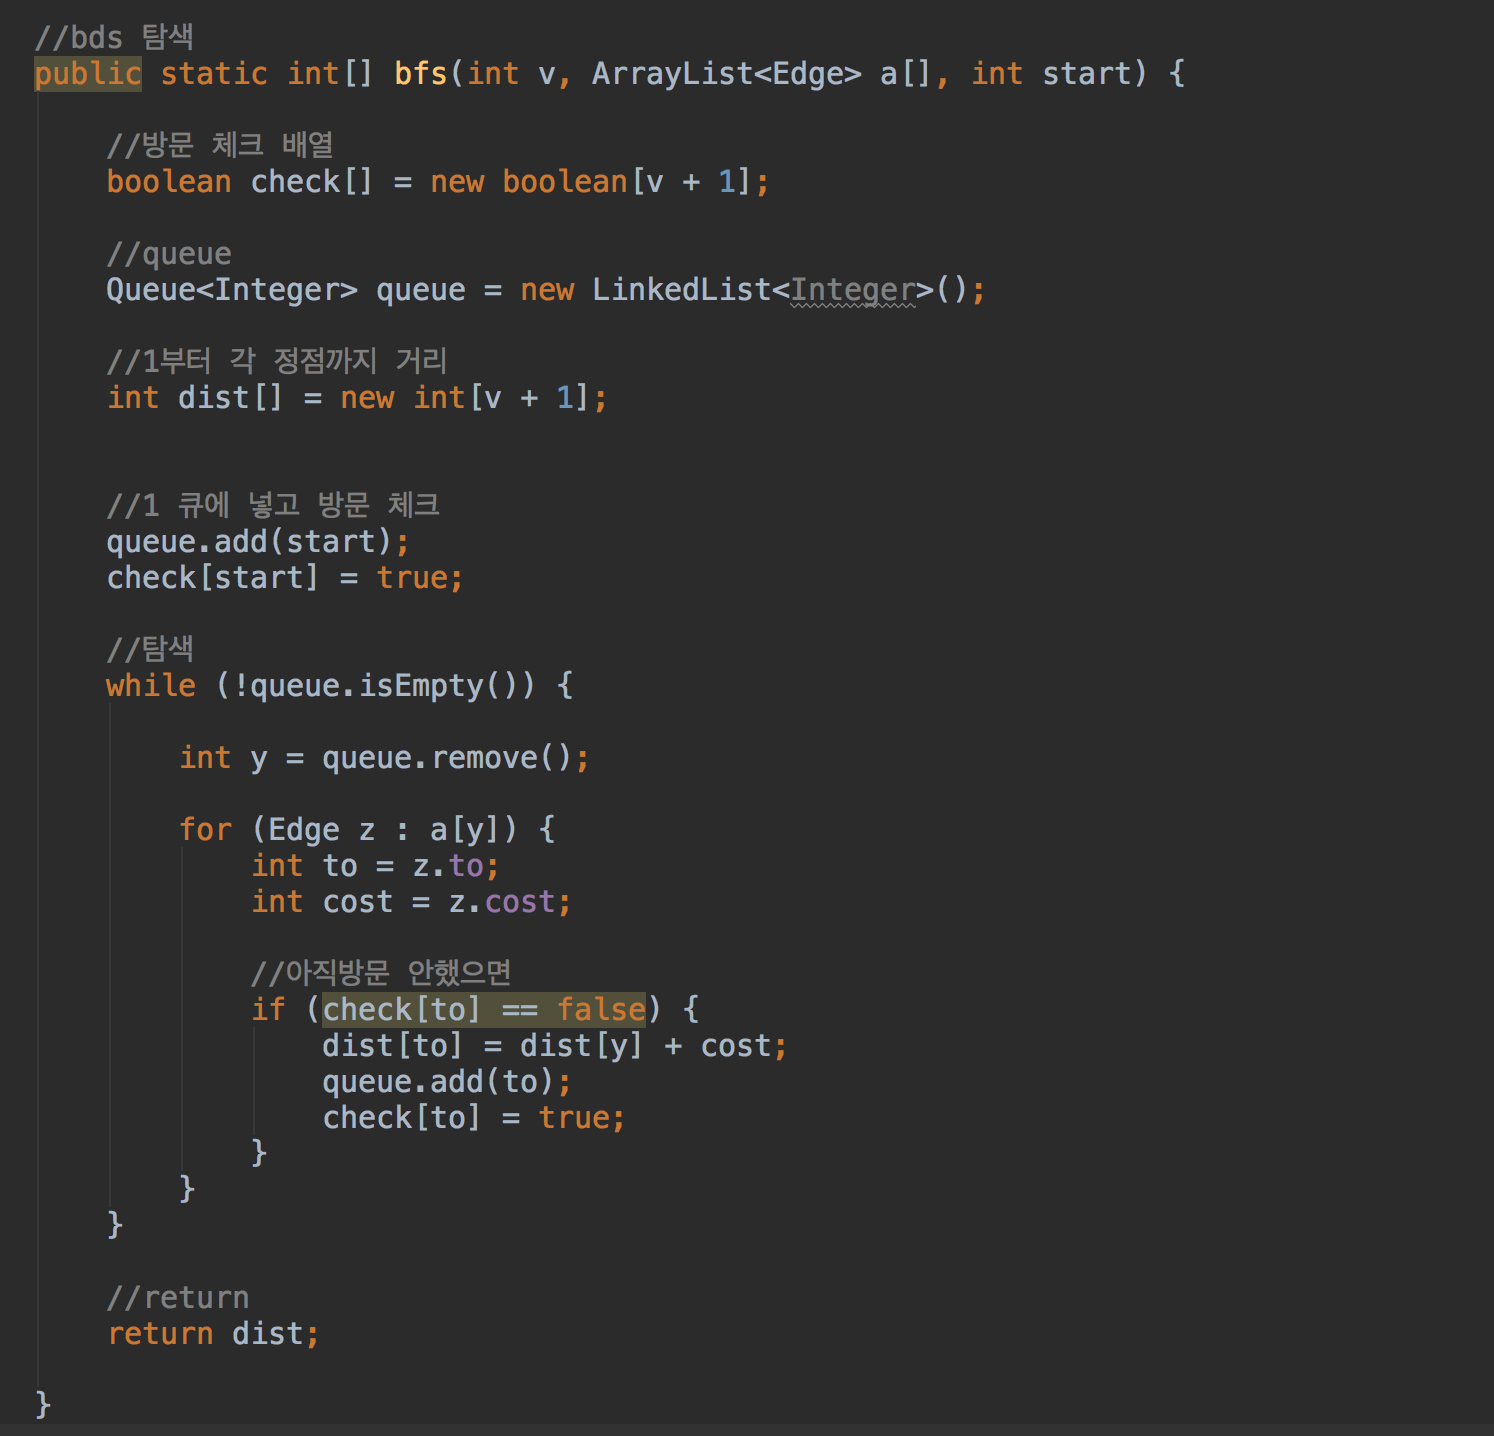 //bds 탐색
public static int[] bfs(int v, ArrayList<Edge> a[], int start) {
//방문 체크 배열
boolean check[] = new boolean[v + 1];
//queue
Queue<Integer> queue = new LinkedList<Integer>();
//1부터 각 정점까지 거리
int dist[] = new int[v + 1];
//1 큐에 넣고 방문 체크
queue.add(start);
check[start] = true;
//탐색
while (!queue.isEmpty()) {
int y = queue.remove();
for (Edge z : a[y]) {
int to = z.to;
int cost = z.cost;
//아직방문 안했으면
if (check[to] == false) {
dist[to] = dist[y] + cost;
queue.add(to);
check[to] = true;
}
}
}
//return
return dist;
}